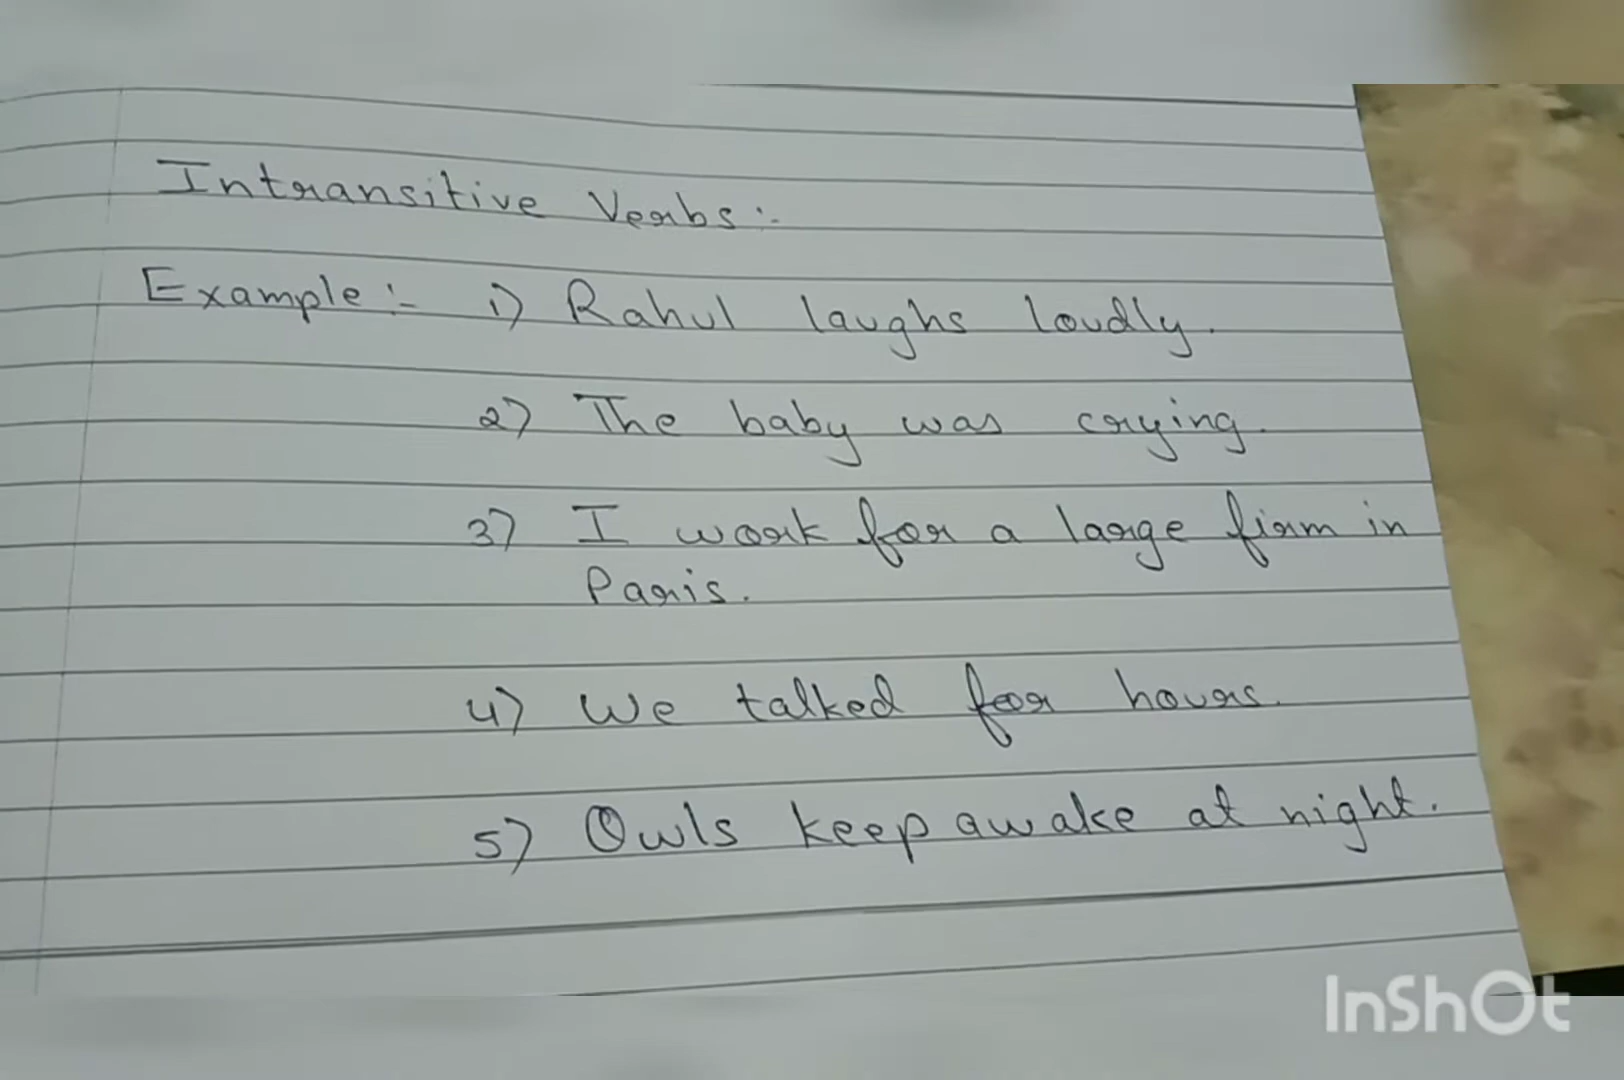 Intransitive Verbs:-
Example:- 1) Rahul laughs loudly.
2) The baby was crying.
3) I work for a large firm in
Paris.
4) We talked for hours.
5) Owls keep awake at night.
InShOt